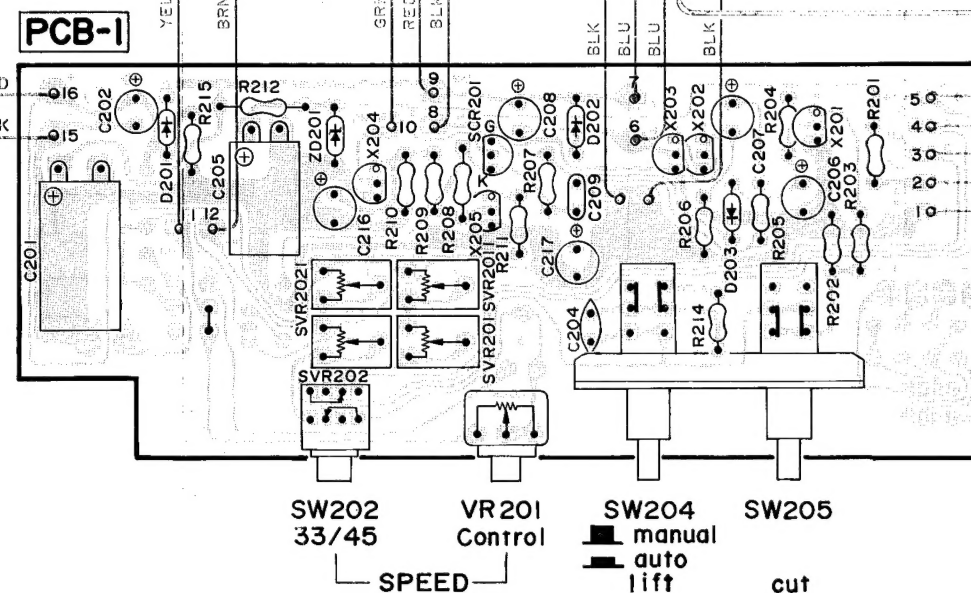 YEL
BRN
GRN
RED
BLK
BLK
BLU
BLU
BLK
PCB-1
D
K
16
15
C202
D201
R215
R212
C205
11 12
ZD201
X204
C216
10
9
8
R210
R209
R208
SCR201
G
K
X205
R211
R207
C208
D202
C209
C217
7
6
X203
X202
R206
D203
C207
R205
R204
X201
C206
R203
R202
R201
5
4
3
2
1
C201
SVR2021
SVR2011
SVR201
SVR202
C204
R214
SW202
33/45
VR201
Control
SPEED
SW204
manual
auto
lift
SW205
cut